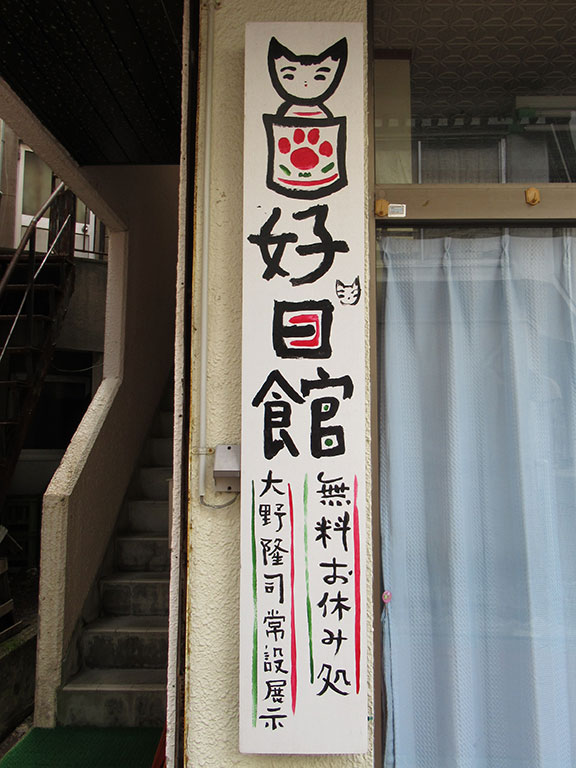 好日館
無料お休み処
大野隆司常設展示